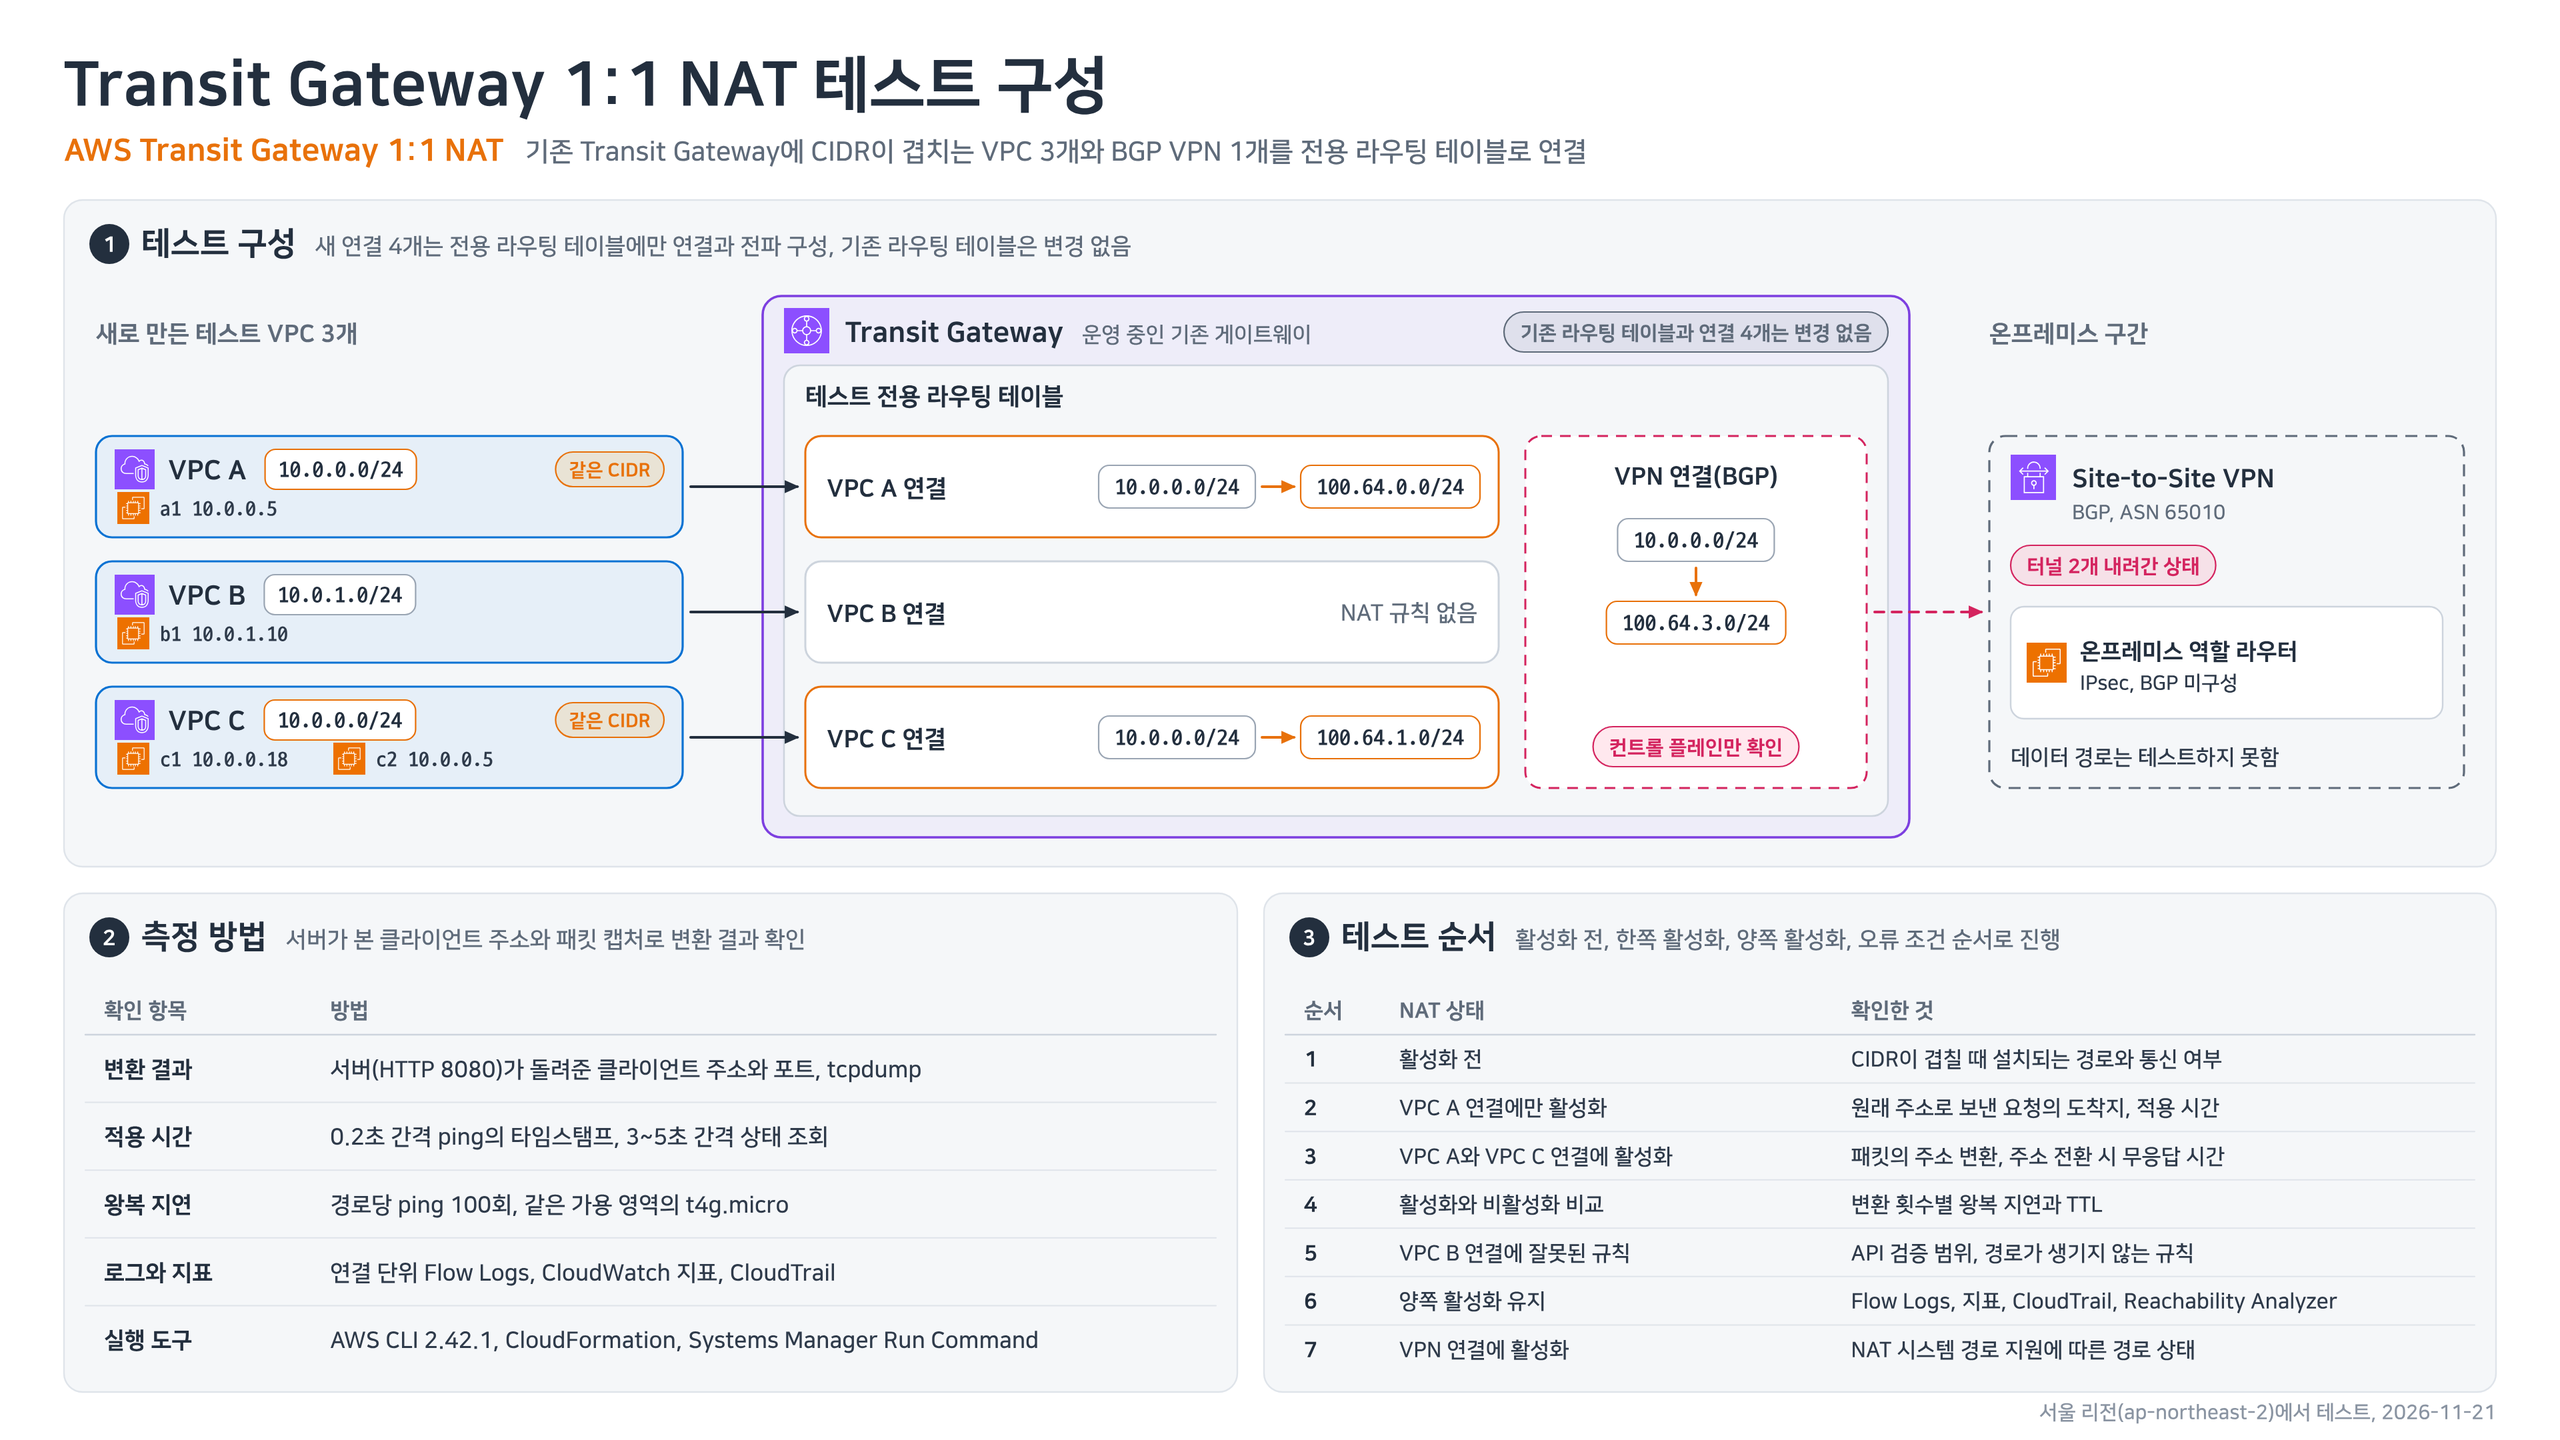 Transit Gateway 1:1 NAT 테스트 구성
AWS Transit Gateway 1:1 NAT 기존 Transit Gateway에 CIDR이 겹치는 VPC 3개와 BGP VPN 1개를 전용 라우팅 테이블로 연결
1 테스트 구성 새 연결 4개는 전용 라우팅 테이블에만 연결과 전파 구성, 기존 라우팅 테이블은 변경 없음
새로 만든 테스트 VPC 3개
VPC A 10.0.0.0/24 같은 CIDR
a1 10.0.0.5
VPC B 10.0.1.0/24
b1 10.0.1.10
VPC C 10.0.0.0/24 같은 CIDR
c1 10.0.0.18 c2 10.0.0.5
Transit Gateway 운영 중인 기존 게이트웨이 기존 라우팅 테이블과 연결 4개는 변경 없음
테스트 전용 라우팅 테이블
VPC A 연결 10.0.0.0/24 100.64.0.0/24
VPC B 연결 NAT 규칙 없음
VPC C 연결 10.0.0.0/24 100.64.1.0/24
VPN 연결(BGP)
10.0.0.0/24
100.64.3.0/24
컨트롤 플레인만 확인
온프레미스 구간
Site-to-Site VPN
BGP, ASN 65010
터널 2개 내려간 상태
온프레미스 역할 라우터
IPsec, BGP 미구성
데이터 경로는 테스트하지 못함
2 측정 방법 서버가 본 클라이언트 주소와 패킷 캡처로 변환 결과 확인
확인 항목 방법
변환 결과 서버(HTTP 8080)가 돌려준 클라이언트 주소와 포트, tcpdump
적용 시간 0.2초 간격 ping의 타임스탬프, 3~5초 간격 상태 조회
왕복 지연 경로당 ping 100회, 같은 가용 영역의 t4g.micro
로그와 지표 연결 단위 Flow Logs, CloudWatch 지표, CloudTrail
실행 도구 AWS CLI 2.42.1, CloudFormation, Systems Manager Run Command
3 테스트 순서 활성화 전, 한쪽 활성화, 양쪽 활성화, 오류 조건 순서로 진행
순서 NAT 상태 확인한 것
1 활성화 전 CIDR이 겹칠 때 설치되는 경로와 통신 여부
2 VPC A 연결에만 활성화 원래 주소로 보낸 요청의 도착지, 적용 시간
3 VPC A와 VPC C 연결에 활성화 패킷의 주소 변환, 주소 전환 시 무응답 시간
4 활성화와 비활성화 비교 변환 횟수별 왕복 지연과 TTL
5 VPC B 연결에 잘못된 규칙 API 검증 범위, 경로가 생기지 않는 규칙
6 양쪽 활성화 유지 Flow Logs, 지표, CloudTrail, Reachability Analyzer
7 VPN 연결에 활성화 NAT 시스템 경로 지원에 따른 경로 상태
서울 리전(ap-northeast-2)에서 테스트, 2026-11-21